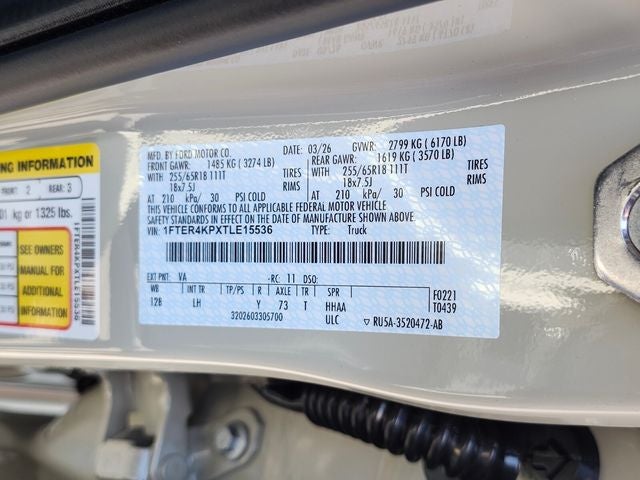 MFD. BY FORD MOTOR CO. DATE: 03/26 GVWR: 2799 KG ( 6170 LB)
FRONT GAWR: 1485 KG ( 3274 LB) REAR GAWR: 1619 KG ( 3570 LB)
255/65R18 111T TIRES 255/65R18 111T TIRES
18x7.5J RIMS 18x7.5J RIMS
AT 210 kPa/ 30 PSI COLD AT 210 kPa/ 30 PSI COLD
THIS VEHICLE CONFORMS TO ALL APPLICABLE FEDERAL MOTOR VEHICLE
SAFETY STANDARDS IN EFFECT ON THE DATE OF MANUFACTURE SHOWN ABOVE.
VIN: 1FTER4KPXTLE15536 TYPE: Truck
EXT PNT: VA RC: 11 DSO:
WB INT TR TP/PS R AXLE TR SPR F0221
128 LH Y 73 T HHAA T0439
3202603305700 ULC ▽ RU5A-3520472-AB
ING INFORMATION
FRONT: 2 REAR: 3
01 kg or 1325 lbs.
SEE OWNERS
MANUAL FOR
ADDITIONAL
INFORMATION
1FTER4KPXTLE15536